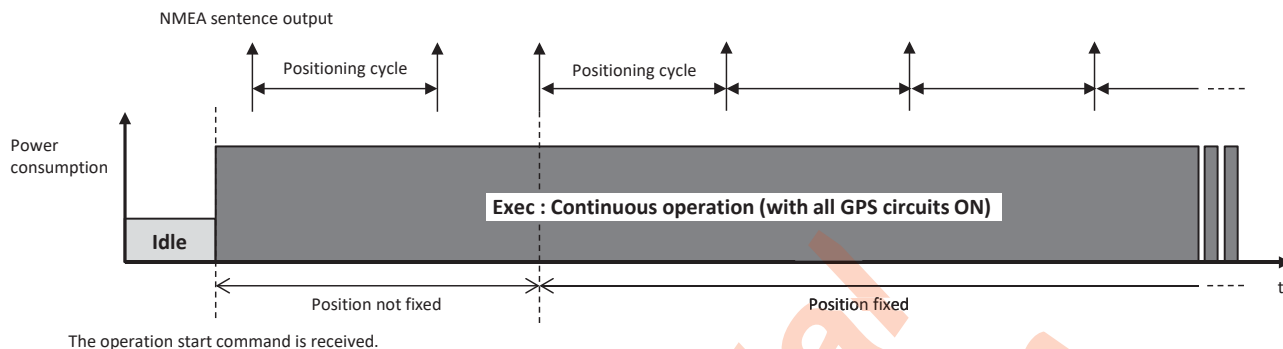 NMEA sentence output
Positioning cycle
Positioning cycle
Power
consumption
Exec : Continuous operation (with all GPS circuits ON)
Idle
t
Position not fixed
Position fixed
The operation start command is received.